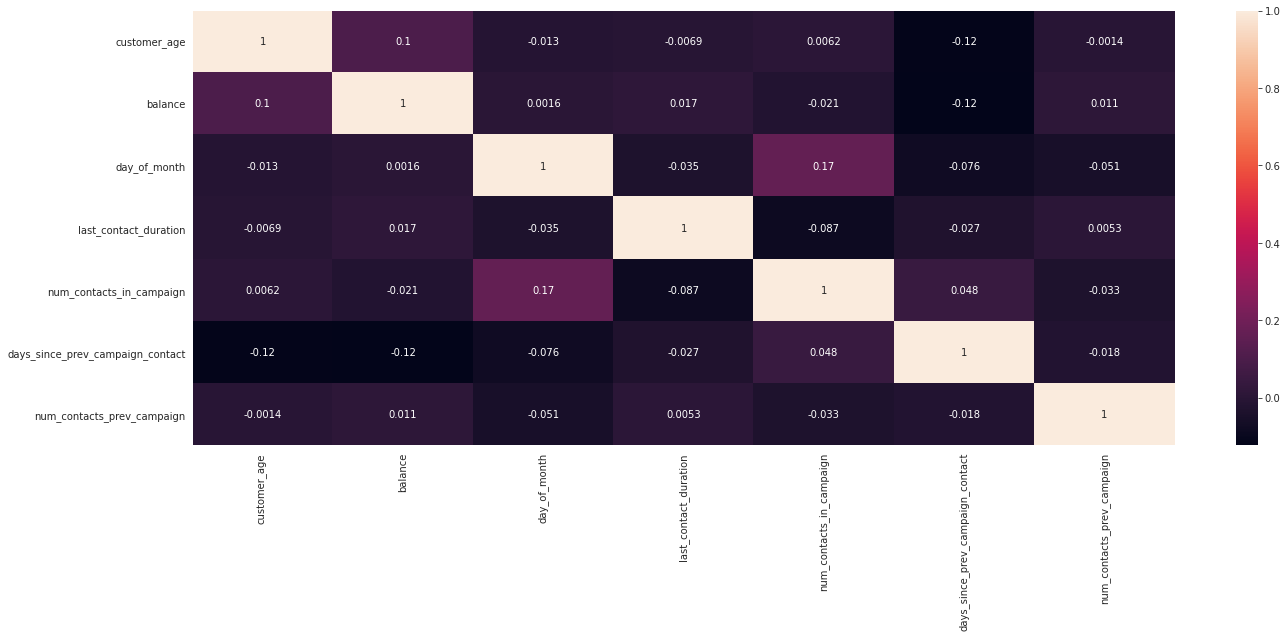 customer_age 1 0.1 -0.013 -0.0069 0.0062 -0.12 -0.0014
balance 0.1 1 0.0016 0.017 -0.021 -0.12 0.011
day_of_month -0.013 0.0016 1 -0.035 0.17 -0.076 -0.051
last_contact_duration -0.0069 0.017 -0.035 1 -0.087 -0.027 0.0053
num_contacts_in_campaign 0.0062 -0.021 0.17 -0.087 1 0.048 -0.033
days_since_prev_campaign_contact -0.12 -0.12 -0.076 -0.027 0.048 1 -0.018
num_contacts_prev_campaign -0.0014 0.011 -0.051 0.0053 -0.033 -0.018 1
customer_age
balance
day_of_month
last_contact_duration
num_contacts_in_campaign
days_since_prev_campaign_contact
num_contacts_prev_campaign
1.0
0.8
0.6
0.4
0.2
0.0